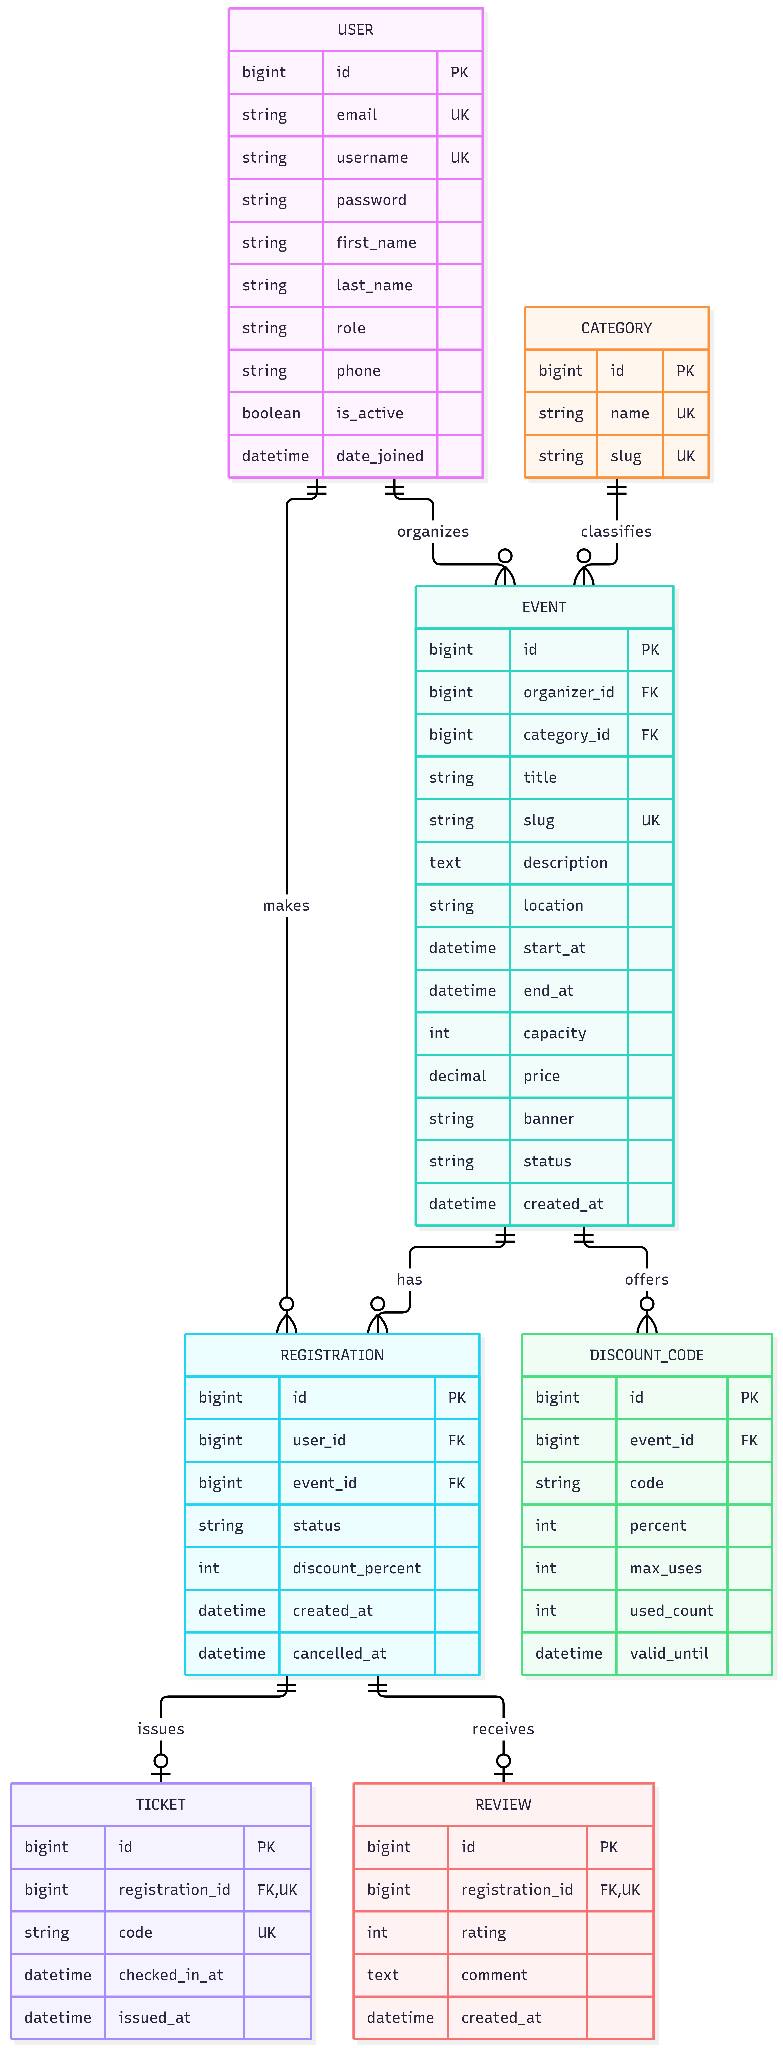 USER
bigint id PK
string email UK
string username UK
string password
string first_name
string last_name
string role
string phone
boolean is_active
datetime date_joined
CATEGORY
bigint id PK
string name UK
string slug UK
organizes
classifies
EVENT
bigint id PK
bigint organizer_id FK
bigint category_id FK
string title
string slug UK
text description
string location
datetime start_at
datetime end_at
int capacity
decimal price
string banner
string status
datetime created_at
makes
has
offers
REGISTRATION
bigint id PK
bigint user_id FK
bigint event_id FK
string status
int discount_percent
datetime created_at
datetime cancelled_at
DISCOUNT_CODE
bigint id PK
bigint event_id FK
string code
int percent
int max_uses
int used_count
datetime valid_until
issues
receives
TICKET
bigint id PK
bigint registration_id FK,UK
string code UK
datetime checked_in_at
datetime issued_at
REVIEW
bigint id PK
bigint registration_id FK,UK
int rating
text comment
datetime created_at